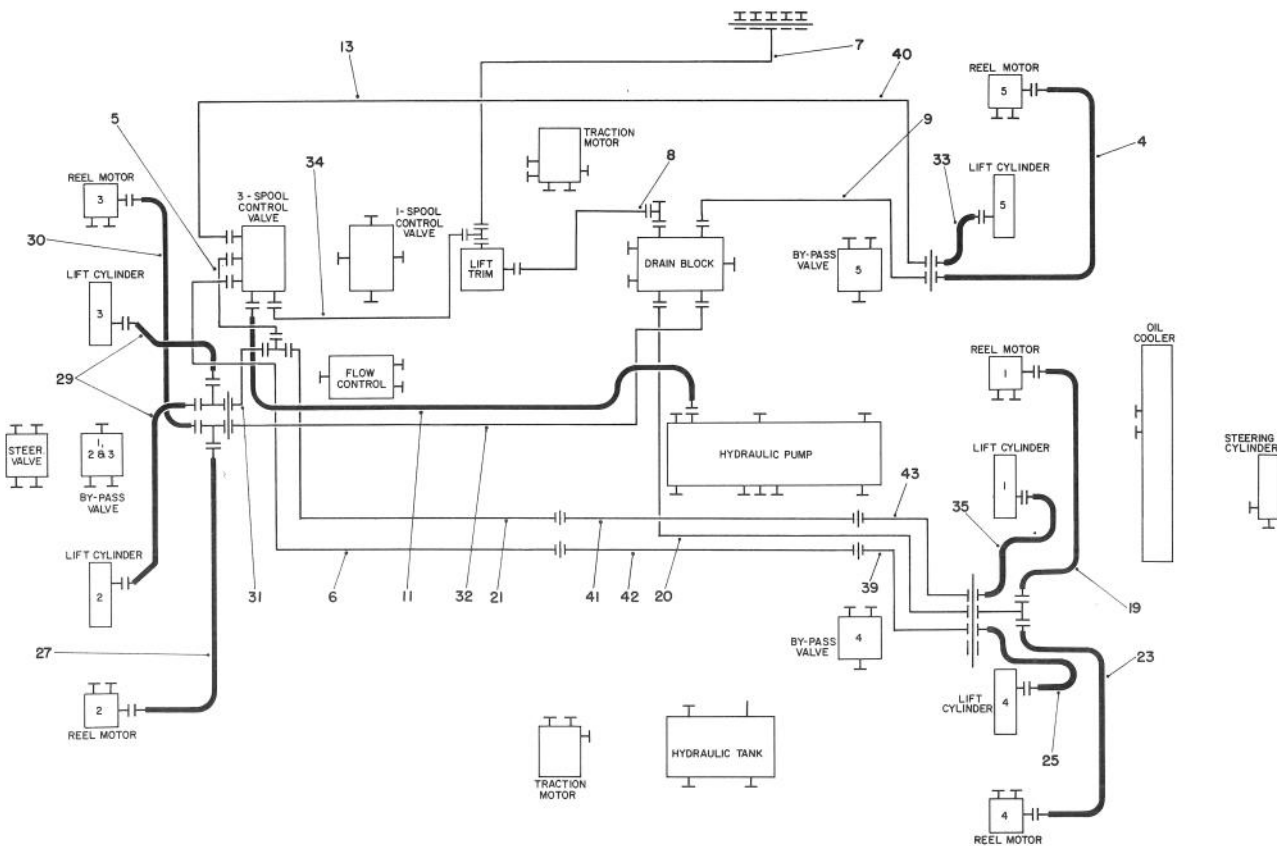 7
13
40
REEL MOTOR
5
5
34
TRACTION
MOTOR
8
9
33
LIFT CYLINDER
5
4
REEL MOTOR
3
3 - SPOOL
CONTROL
VALVE
1-SPOOL
CONTROL
VALVE
30
LIFT
TRIM
DRAIN BLOCK
BY-PASS
VALVE
5
LIFT CYLINDER
3
OIL
COOLER
29
FLOW
CONTROL
REEL MOTOR
1
STEER.
VALVE
1,
2 & 3
BY-PASS
VALVE
HYDRAULIC PUMP
LIFT CYLINDER
1
STEERING
CYLINDER
43
35
LIFT CYLINDER
2
31
6
11
32
21
41
42
20
39
19
27
BY-PASS
VALVE
4
23
REEL MOTOR
2
LIFT
CYLINDER
4
25
TRACTION
MOTOR
HYDRAULIC TANK
4
REEL MOTOR